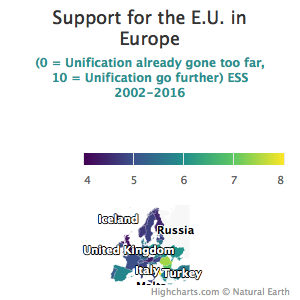 Support for the E.U. in
Europe
(0 = Unification already gone too far,
10 = Unification go further) ESS
2002-2016
4 5 6 7 8
Iceland
Russia
United Kingdom
Italy
Turkey
Highcharts.com © Natural Earth